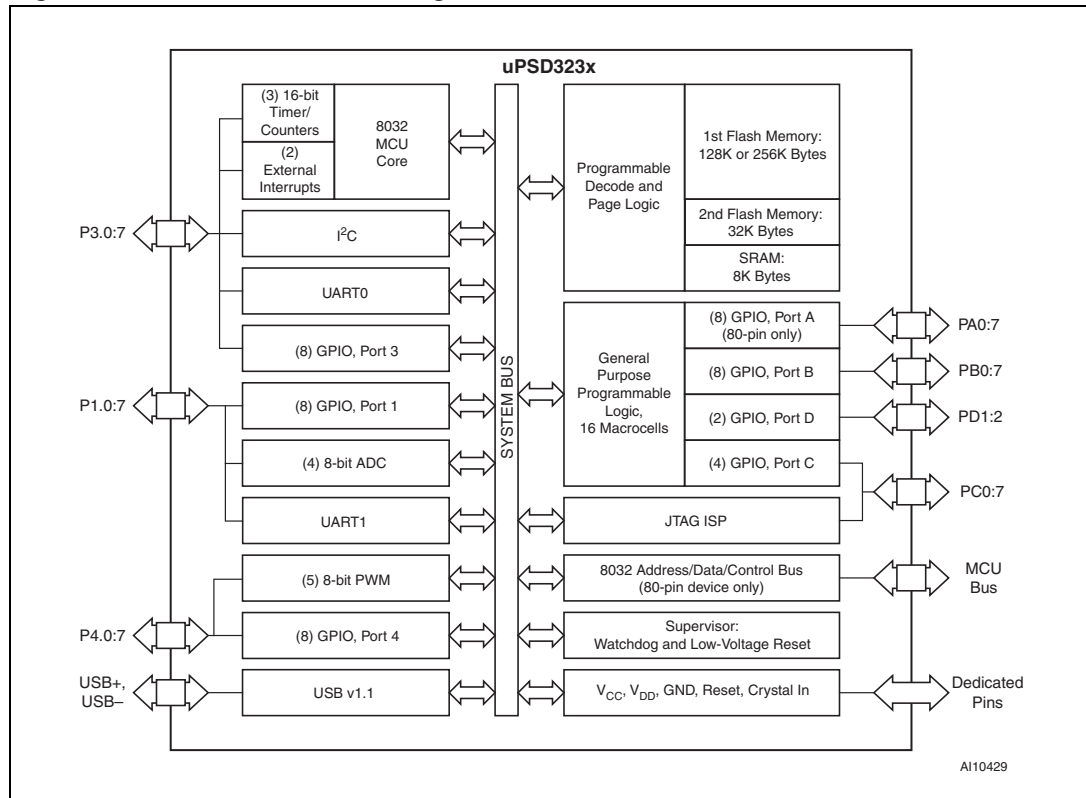 uPSD323x
(3) 16-bit
Timer/
Counters
(2)
External
Interrupts
8032
MCU
Core
I2C
UART0
(8) GPIO, Port 3
(8) GPIO, Port 1
(4) 8-bit ADC
UART1
(5) 8-bit PWM
(8) GPIO, Port 4
USB v1.1
P3.0:7
P1.0:7
P4.0:7
USB+,
USB–
SYSTEM BUS
Programmable
Decode and
Page Logic
1st Flash Memory:
128K or 256K Bytes
2nd Flash Memory:
32K Bytes
SRAM:
8K Bytes
General
Purpose
Programmable
Logic,
16 Macrocells
(8) GPIO, Port A
(80-pin only)
(8) GPIO, Port B
(2) GPIO, Port D
(4) GPIO, Port C
JTAG ISP
8032 Address/Data/Control Bus
(80-pin device only)
Supervisor:
Watchdog and Low-Voltage Reset
VCC, VDD, GND, Reset, Crystal In
PA0:7
PB0:7
PD1:2
PC0:7
MCU
Bus
Dedicated
Pins
AI10429